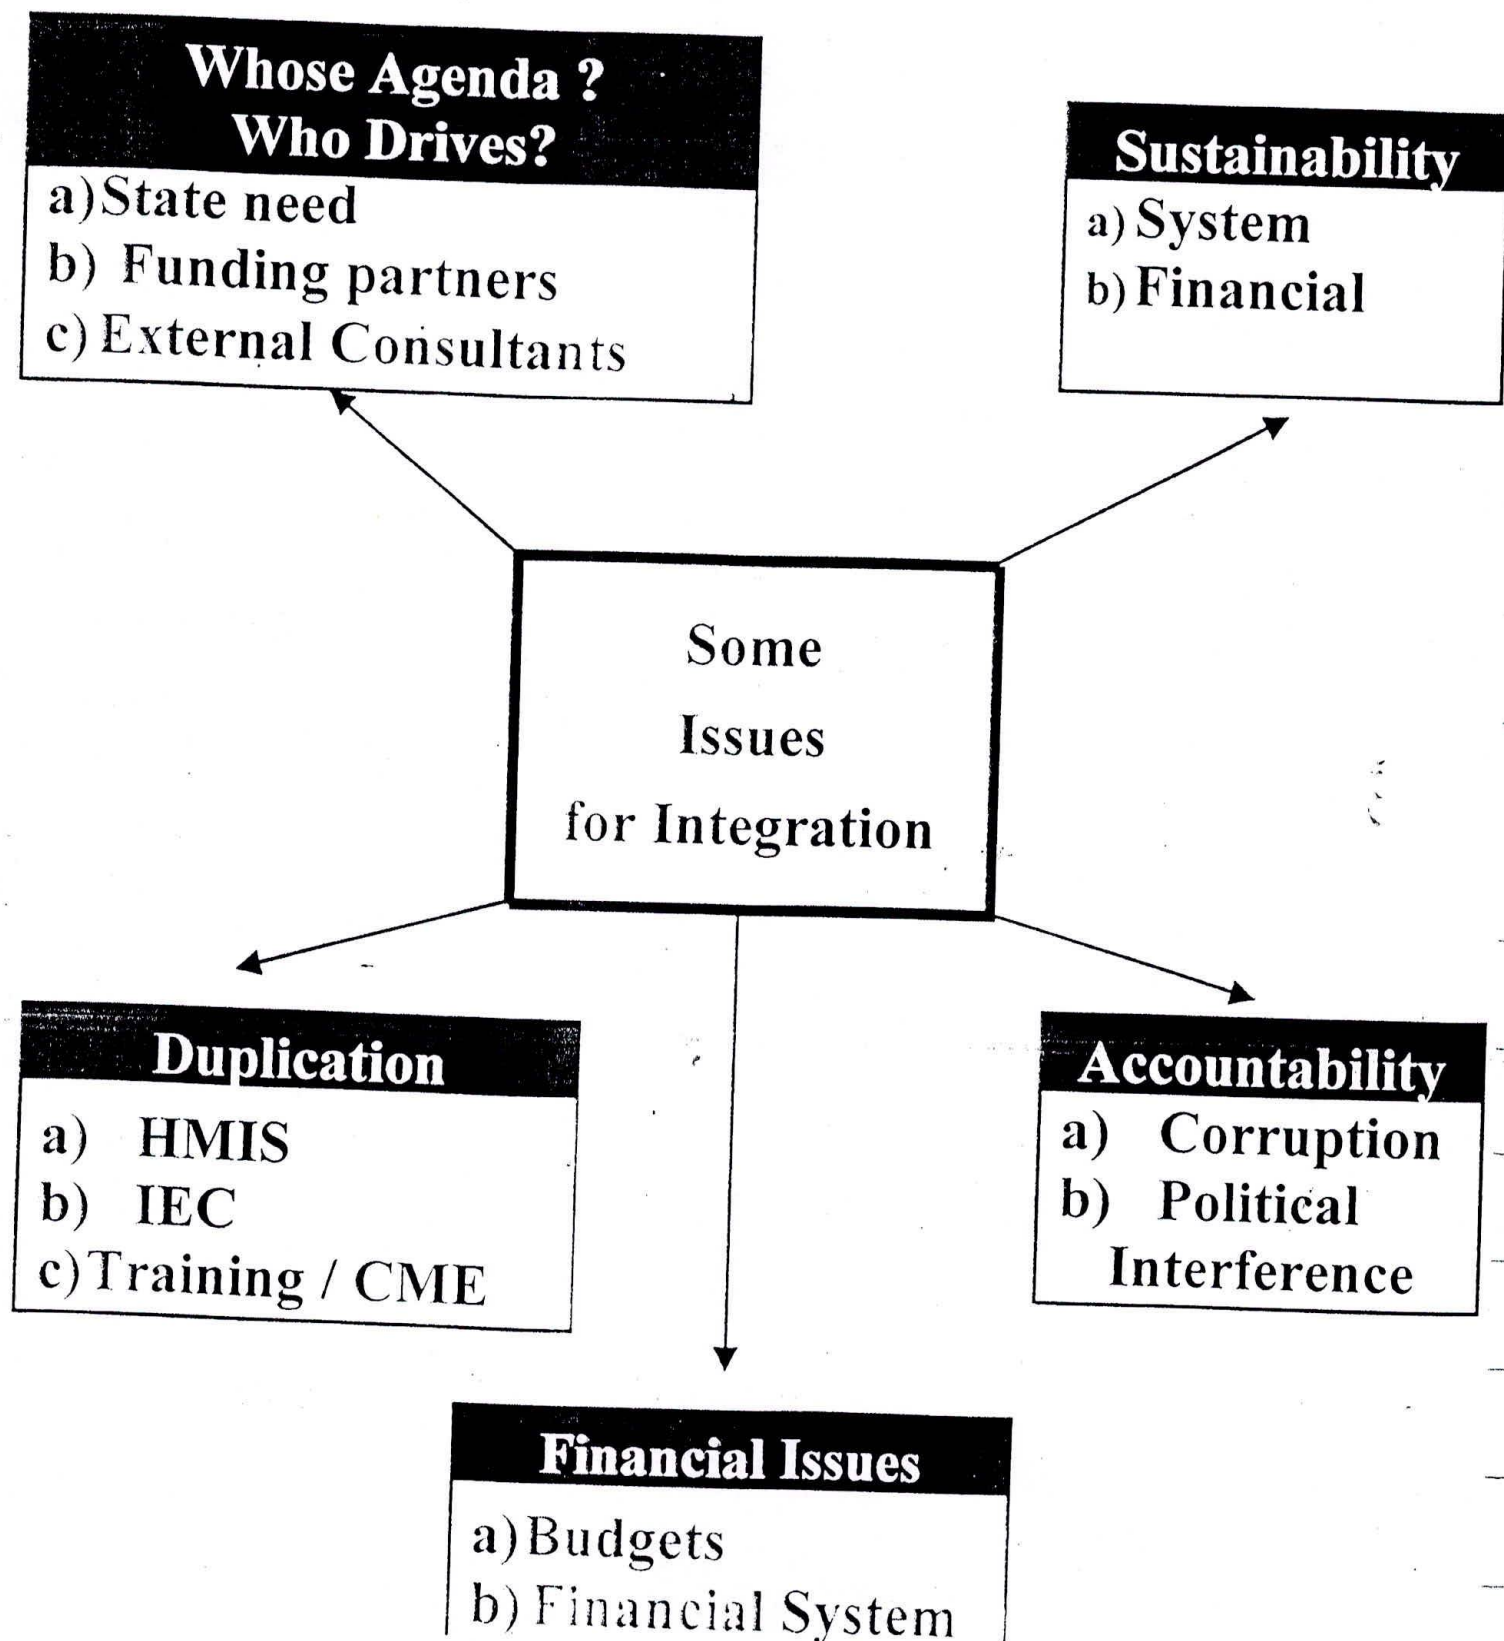 Whose Agenda ?
Who Drives?
a) State need
b) Funding partners
c) External Consultants
Sustainability
a) System
b) Financial
Some
Issues
for Integration
Duplication
a) HMIS
b) IEC
c) Training / CME
Accountability
a) Corruption
b) Political
Interference
Financial Issues
a) Budgets
b) Financial System